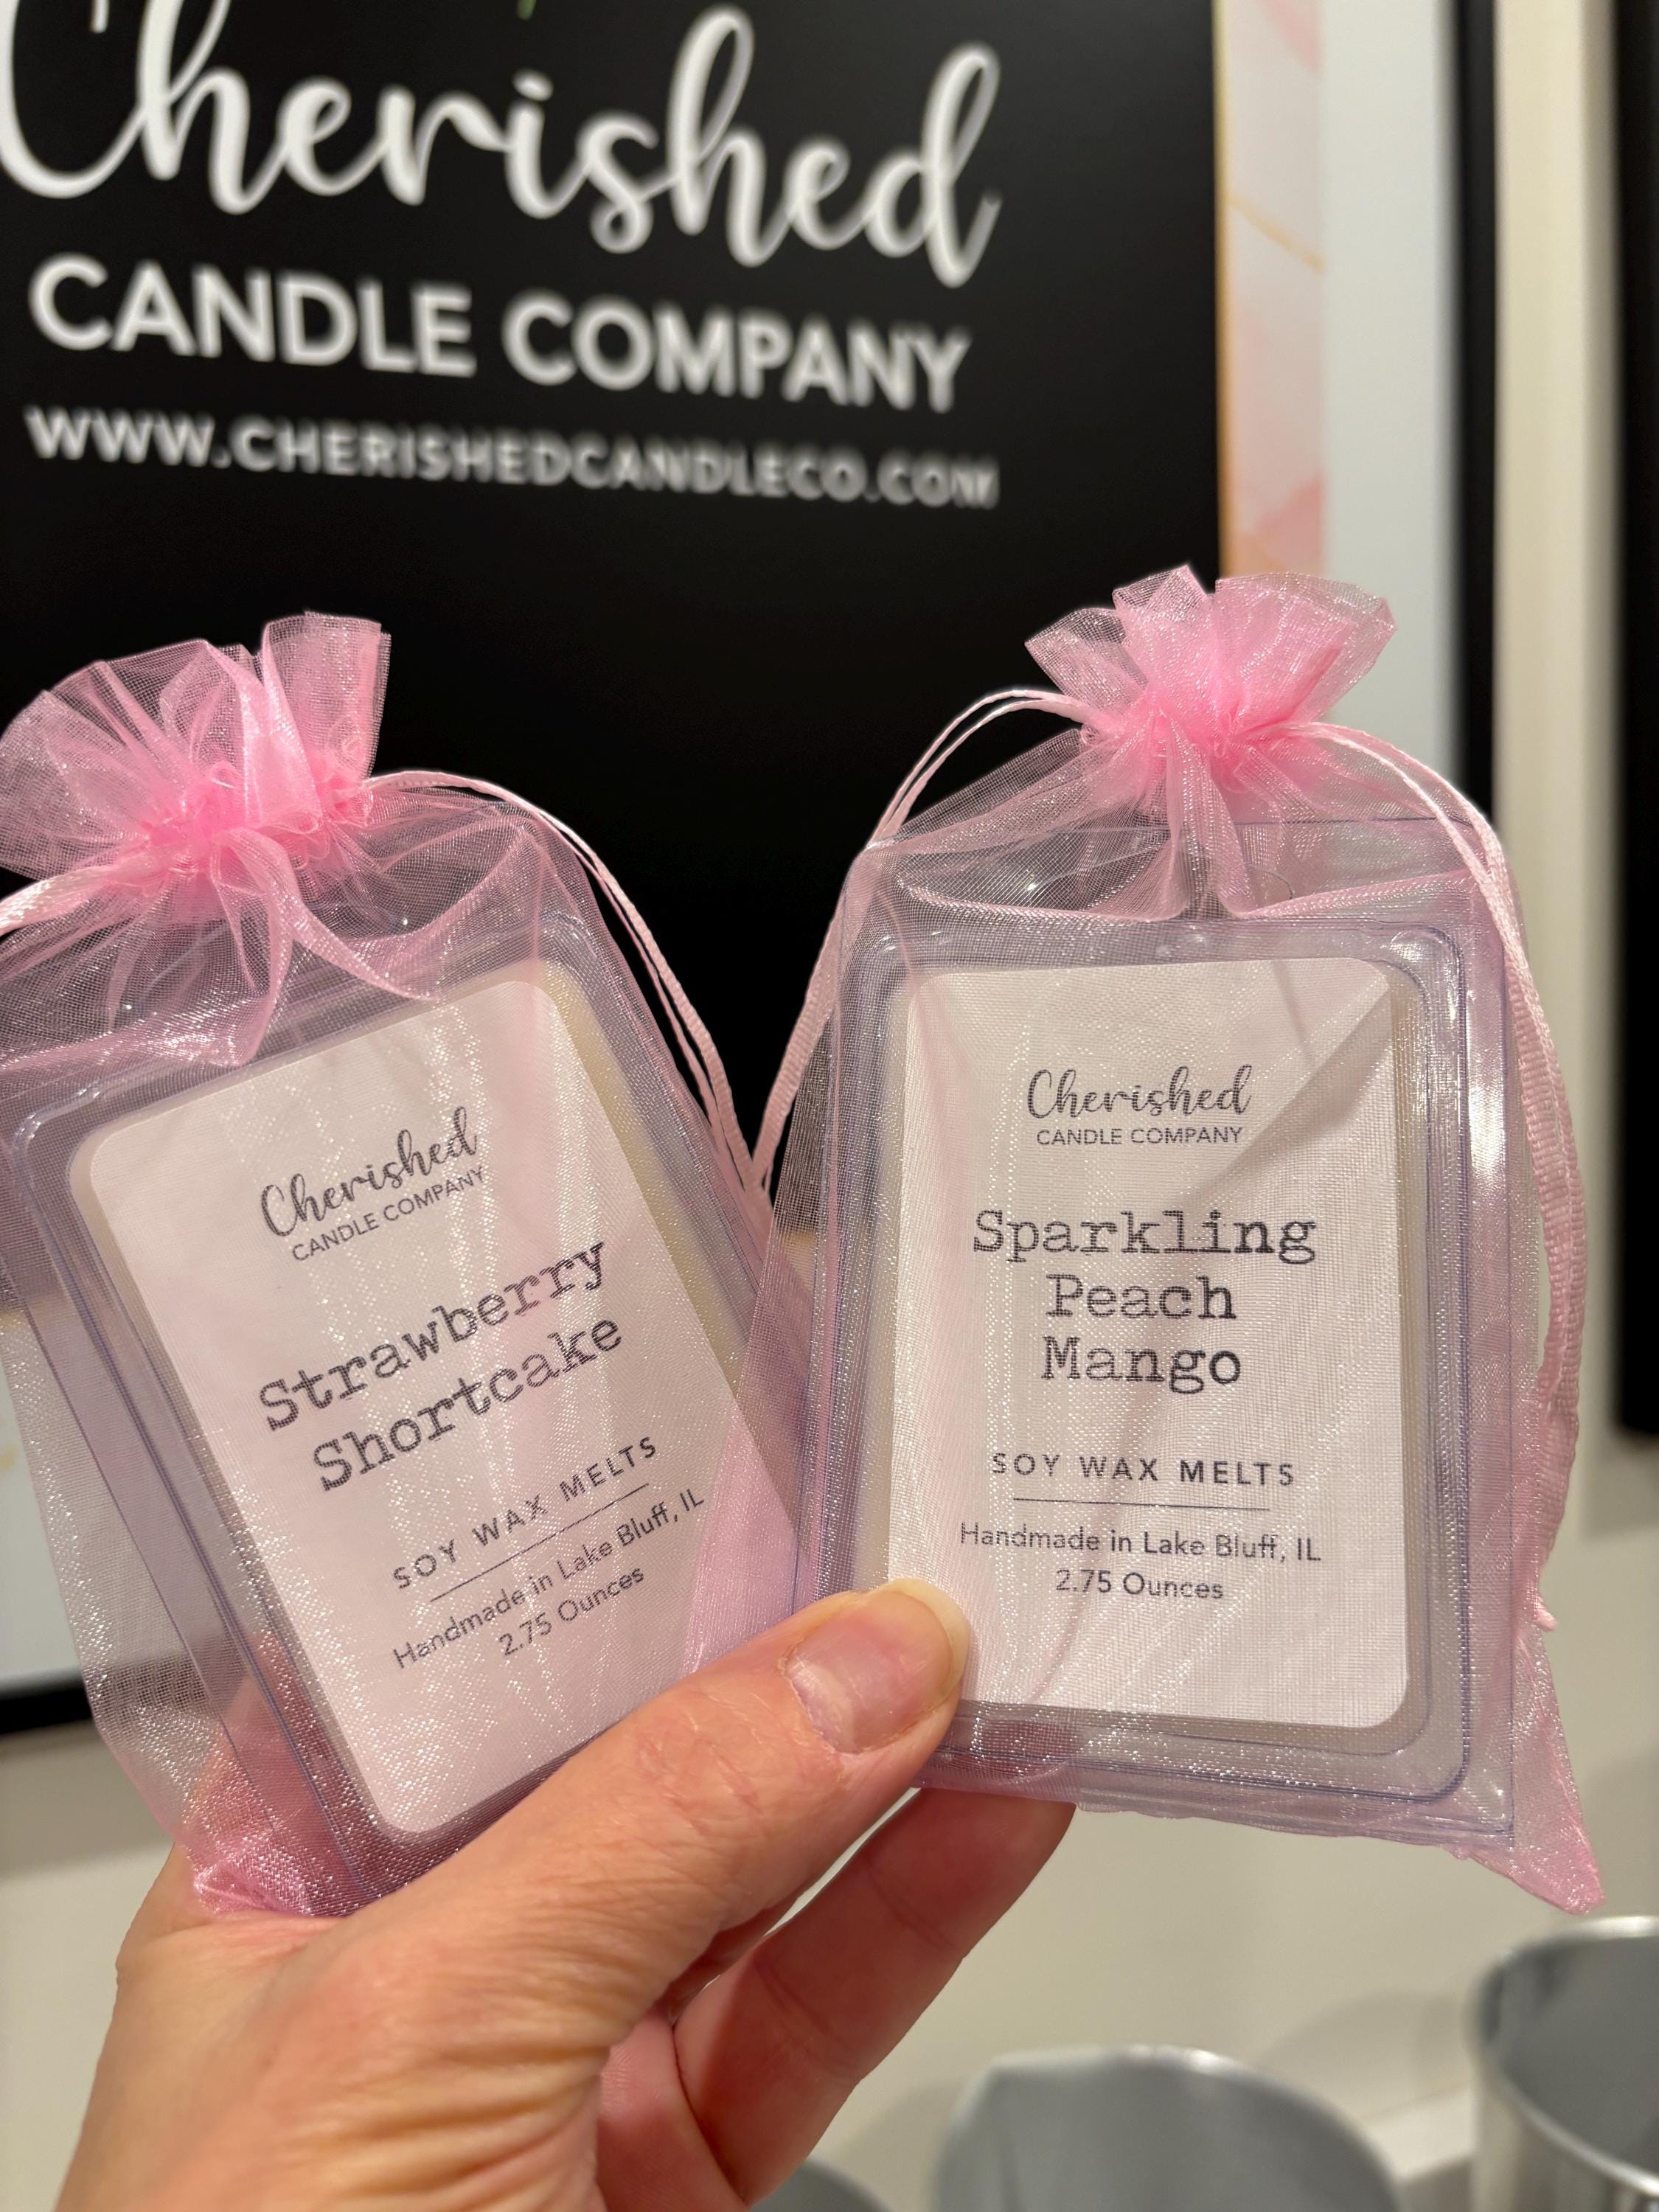 Cherished
CANDLE COMPANY
WWW.CHERISHEDCANDLECO.COM
Cherished
CANDLE COMPANY
Strawberry
Shortcake
SOY WAX MELTS
Handmade in Lake Bluff, IL
2.75 Ounces
Cherished
CANDLE COMPANY
Sparkling
Peach
Mango
SOY WAX MELTS
Handmade in Lake Bluff, IL
2.75 Ounces